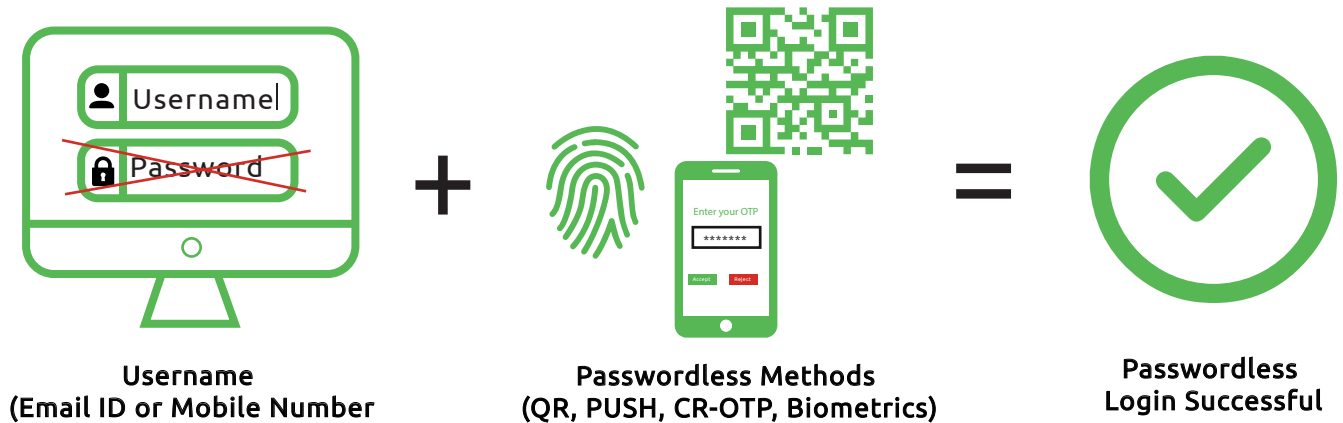 Username
Password
Enter your OTP
*******
Accept
Reject
Username
(Email ID or Mobile Number
Passwordless Methods
(QR, PUSH, CR-OTP, Biometrics)
Passwordless
Login Successful